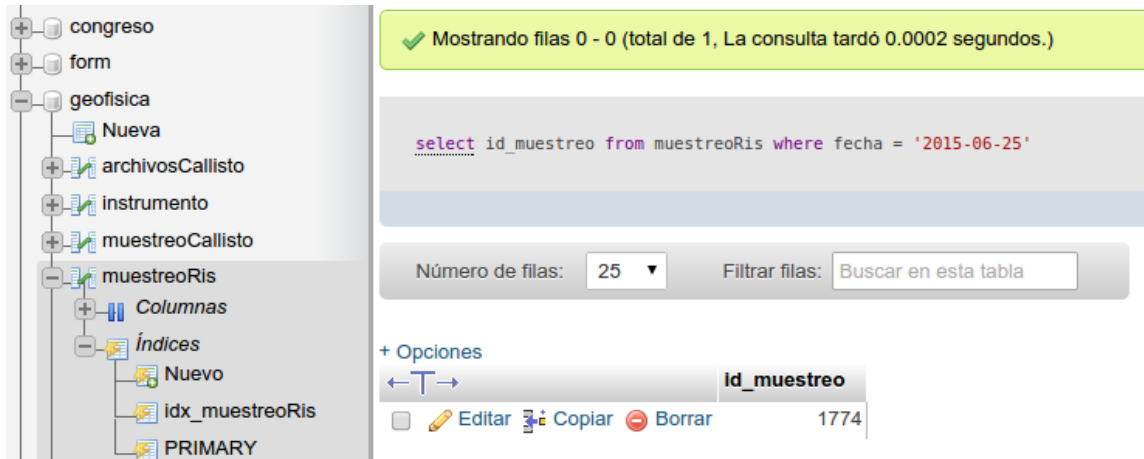 congreso
form
geofisica
Nueva
archivosCallisto
instrumento
muestreoCallisto
muestreoRis
Columnas
Índices
Nuevo
idx_muestreoRis
PRIMARY
Mostrando filas 0 - 0 (total de 1, La consulta tardó 0.0002 segundos.)
select id_muestreo from muestreoRis where fecha = '2015-06-25'
Número de filas: 25 Filtrar filas: Buscar en esta tabla
+ Opciones
←T→ id_muestreo
Editar Copiar Borrar 1774